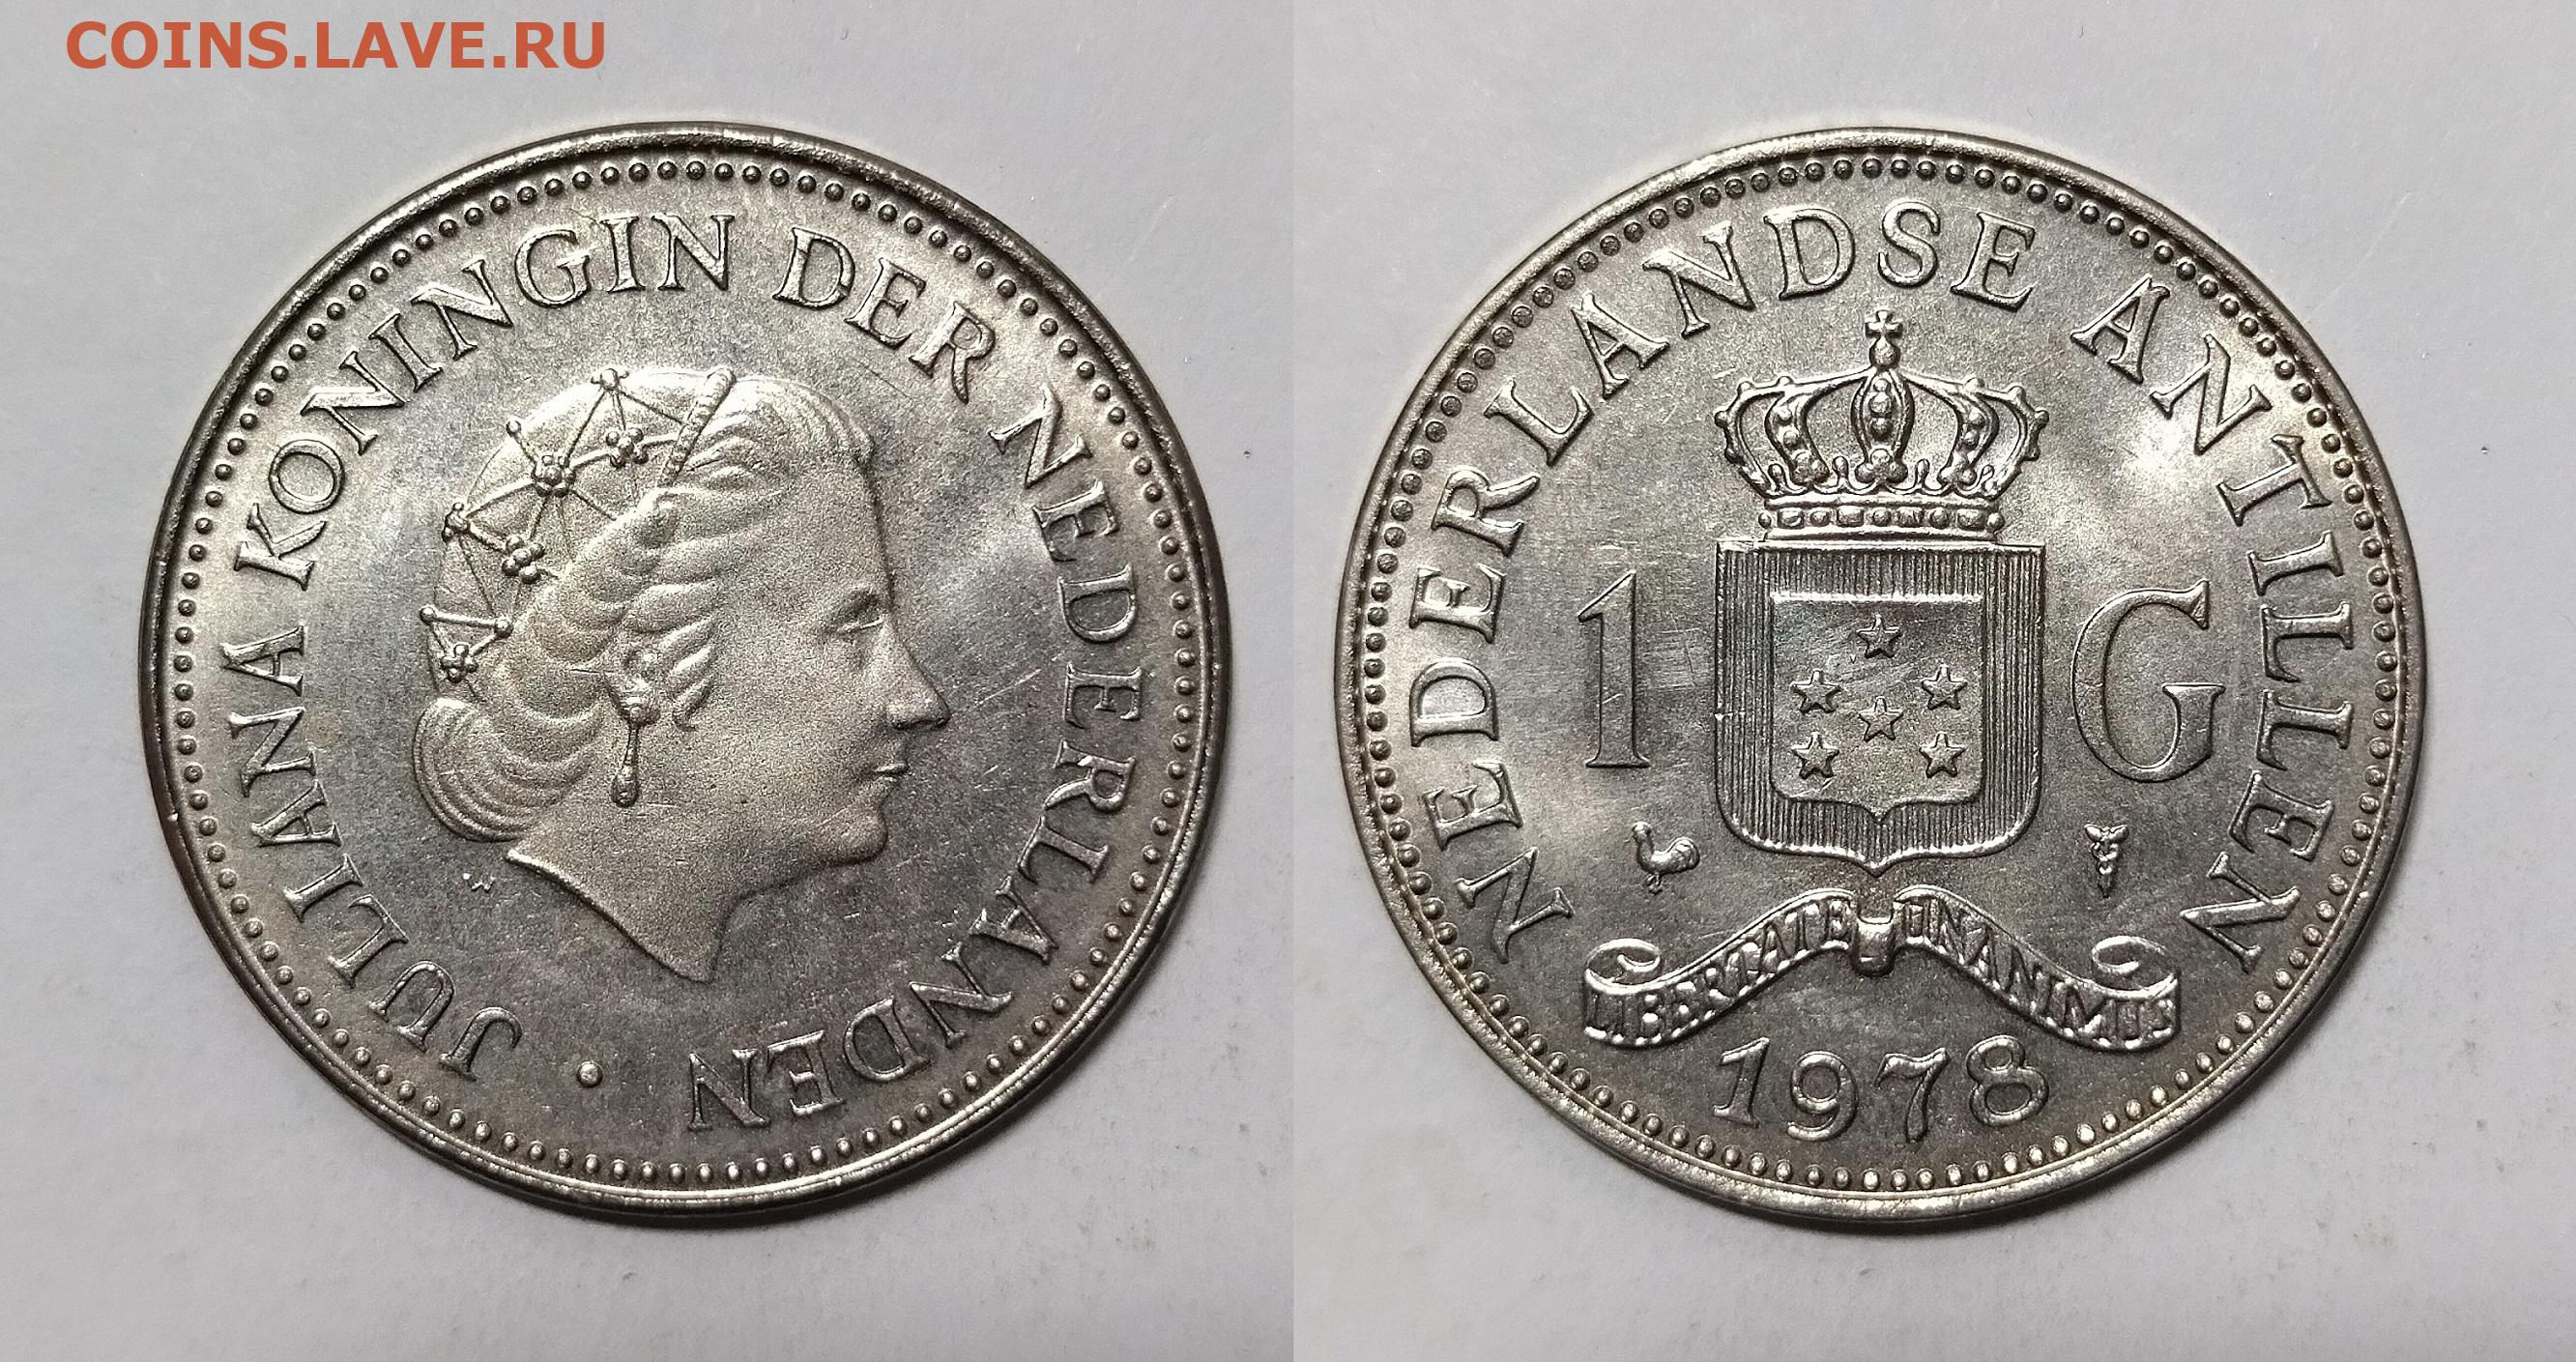 COINS.LAVE.RU
JULIANA KONINGIN DER NEDERLANDEN •
NEDERLANDSE ANTILLEN
1 G
LIBERTATE UNANIMUS
1978